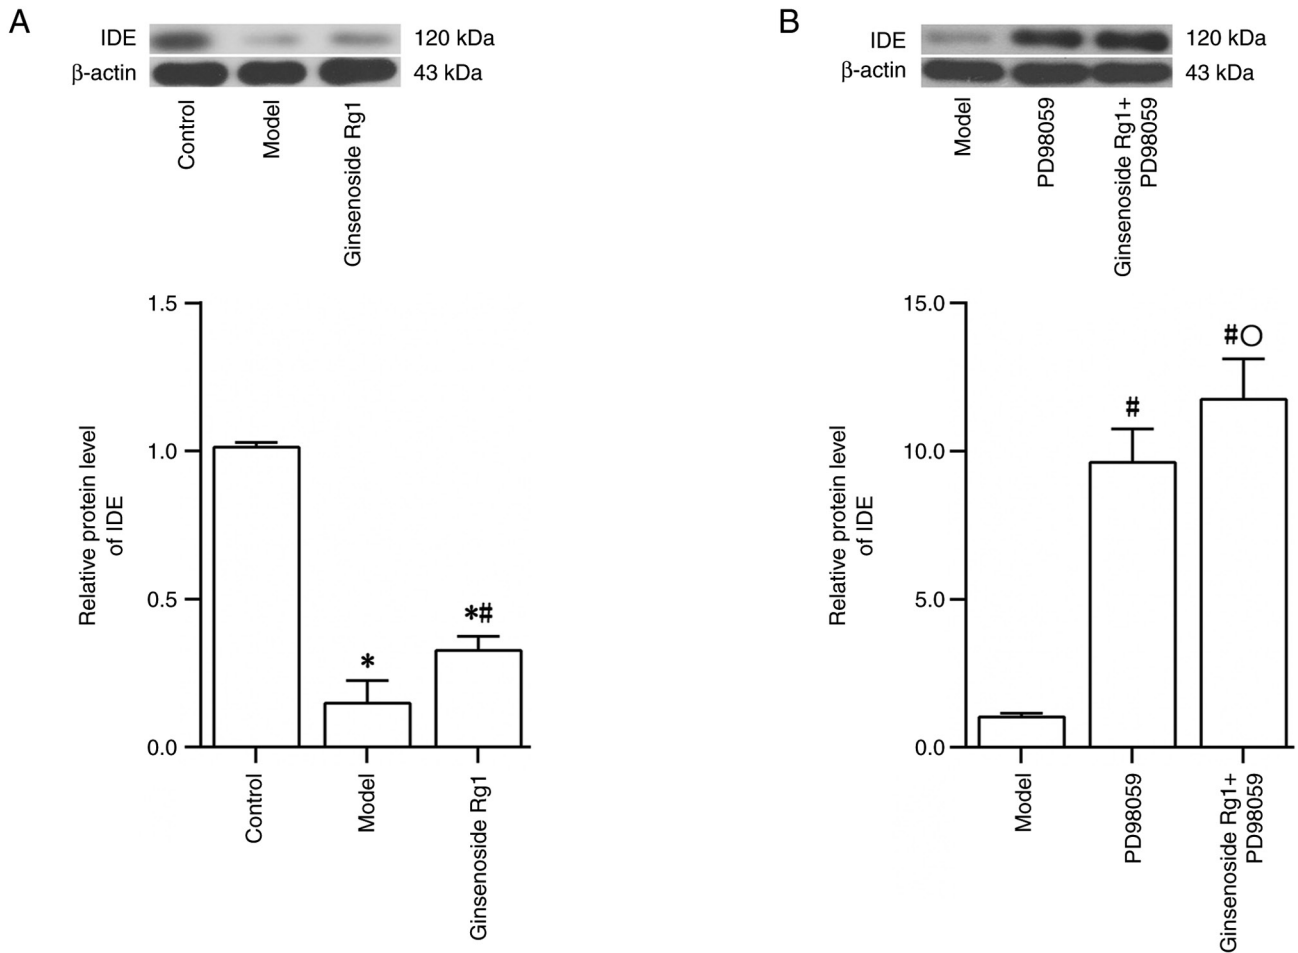 A
IDE
120 kDa
β-actin
43 kDa
Control
Model
Ginsenoside Rg1
1.5
1.0
0.5
0.0
Relative protein level
of IDE
*
*#
Control
Model
Ginsenoside Rg1
B
IDE
120 kDa
β-actin
43 kDa
Model
PD98059
Ginsenoside Rg1+
PD98059
15.0
10.0
5.0
0.0
Relative protein level
of IDE
#
#○
Model
PD98059
Ginsenoside Rg1+
PD98059